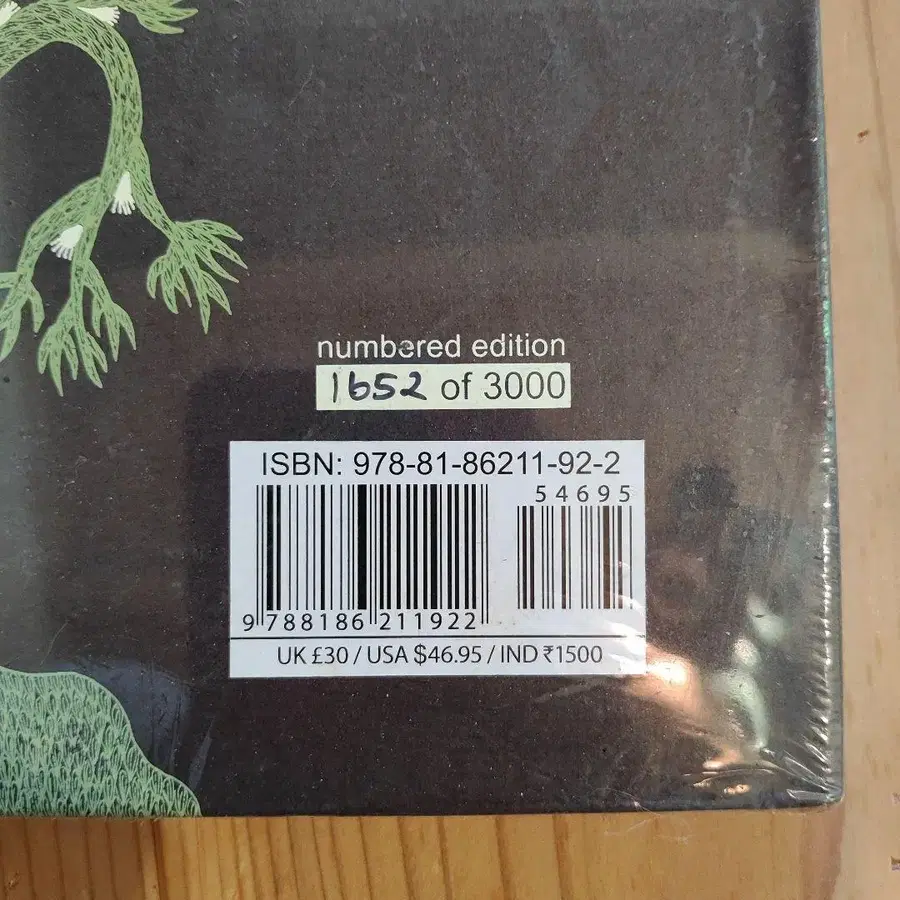 numbered edition
1652 of 3000
ISBN: 978-81-86211-92-2
54695
9 788186 211922
UK £30 / USA $46.95 / IND ₹1500